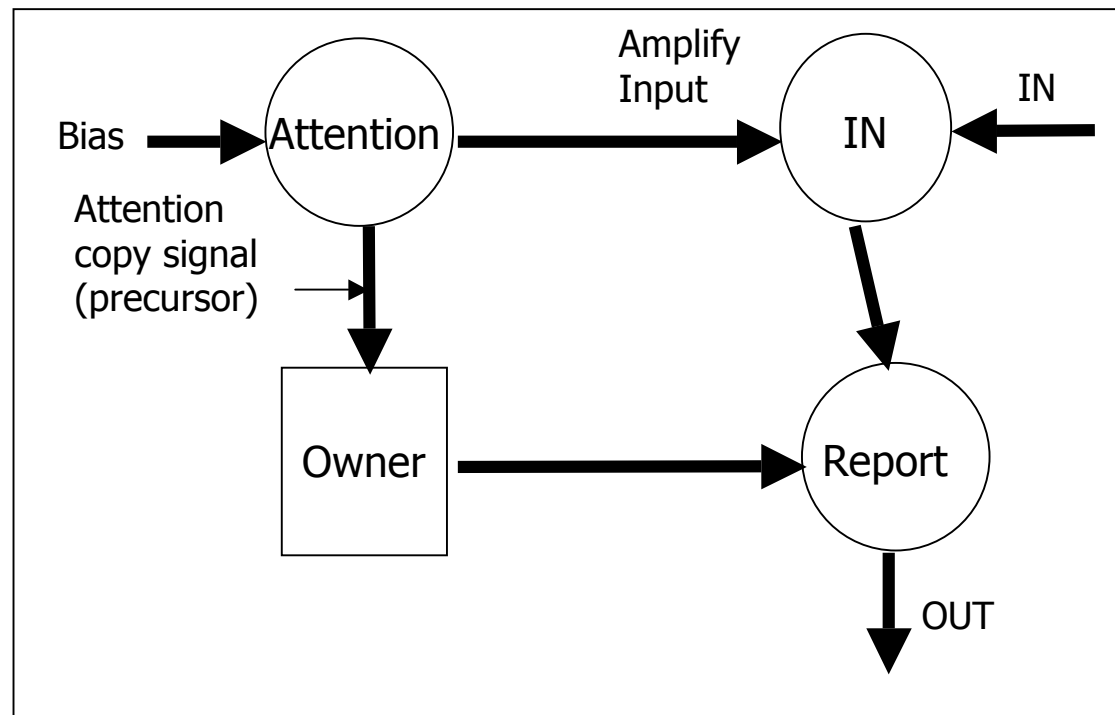 Amplify
Input
IN
Bias
Attention
IN
Attention
copy signal
(precursor)
Owner
Report
OUT